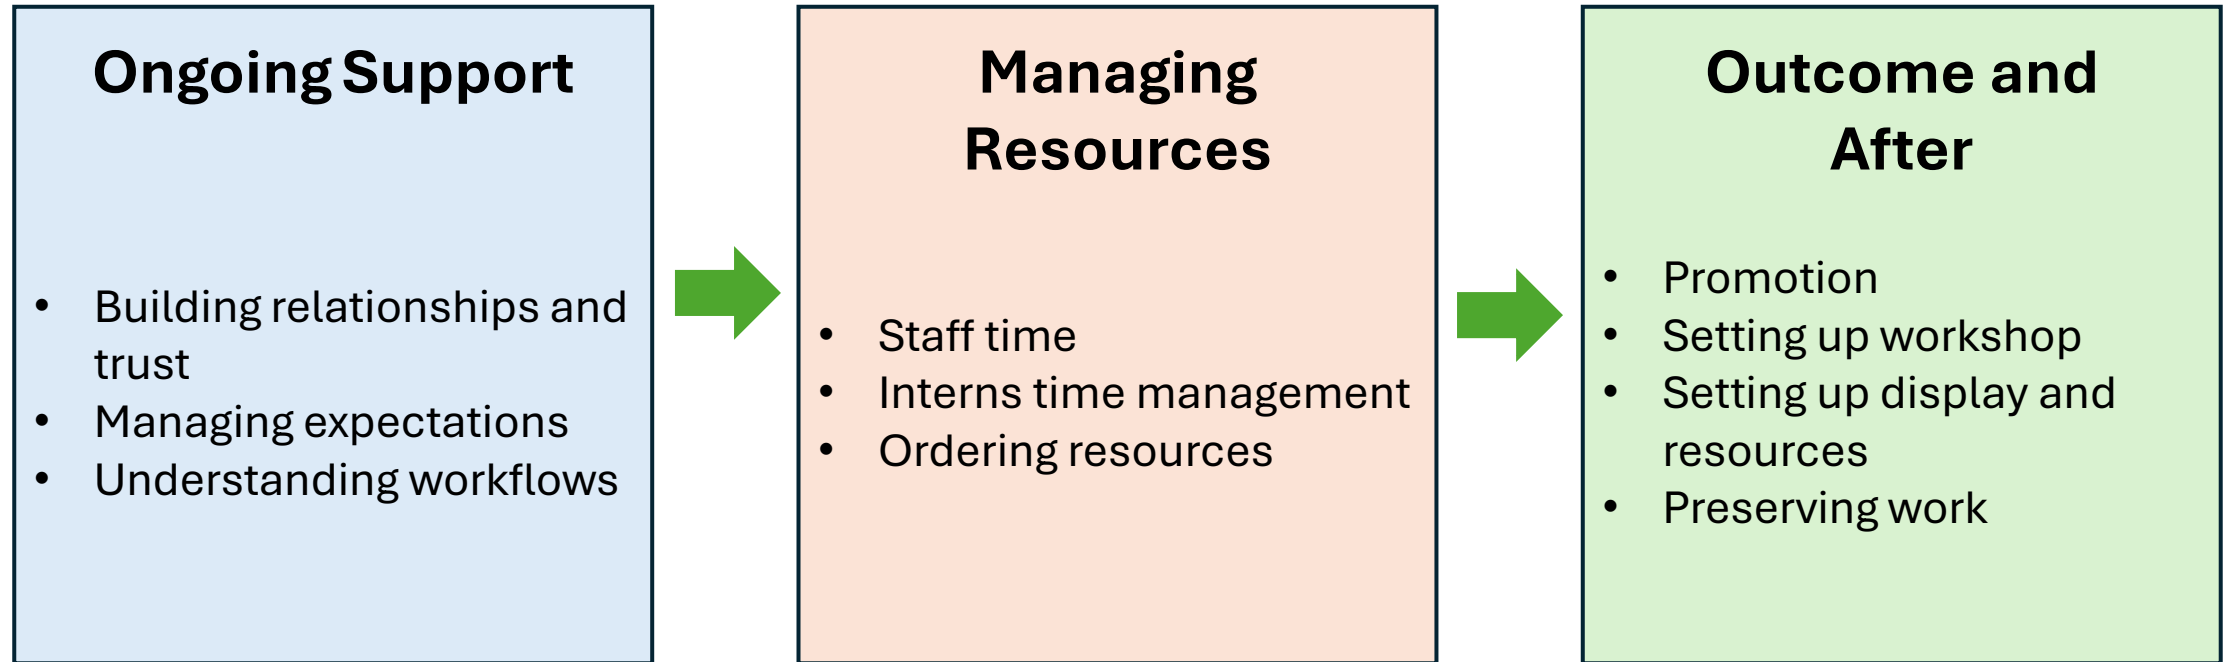 Ongoing Support
• Building relationships and
trust
• Managing expectations
• Understanding workflows
Managing
Resources
• Staff time
• Interns time management
• Ordering resources
Outcome and
After
• Promotion
• Setting up workshop
• Setting up display and
resources
• Preserving work